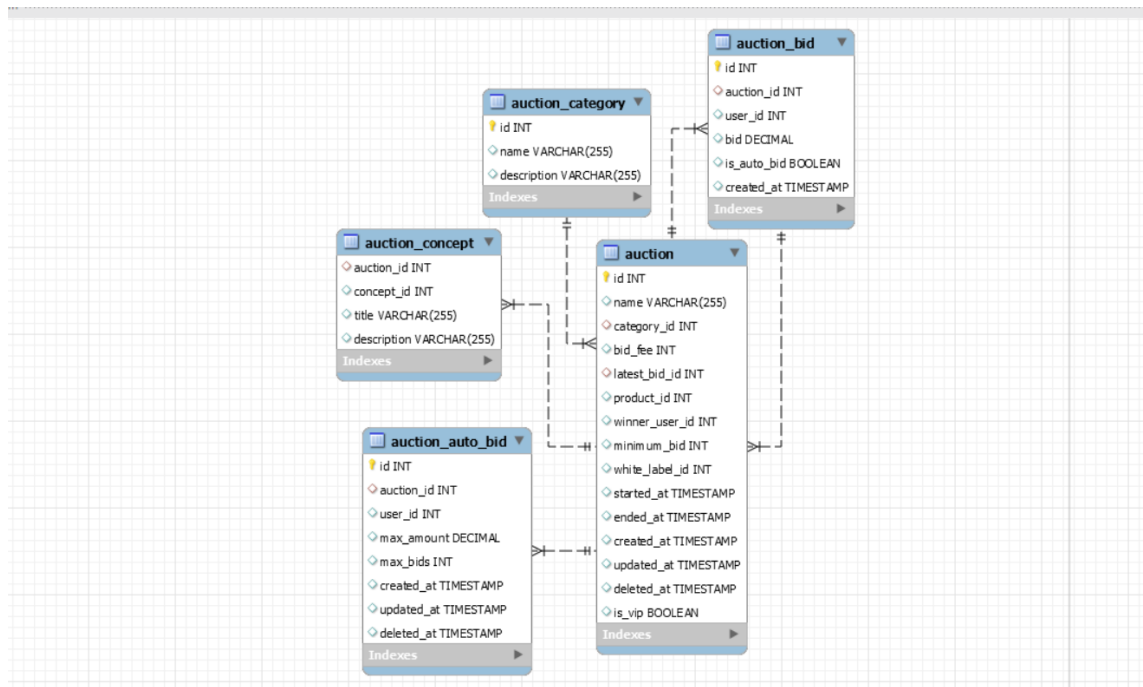 auction_bid
id INT
auction_id INT
user_id INT
bid DECIMAL
is_auto_bid BOOLEAN
created_at TIMESTAMP
Indexes
auction_category
id INT
name VARCHAR(255)
description VARCHAR(255)
Indexes
auction_concept
auction_id INT
concept_id INT
title VARCHAR(255)
description VARCHAR(255)
Indexes
auction
id INT
name VARCHAR(255)
category_id INT
bid_fee INT
latest_bid_id INT
product_id INT
winner_user_id INT
minimum_bid INT
white_label_id INT
started_at TIMESTAMP
ended_at TIMESTAMP
created_at TIMESTAMP
updated_at TIMESTAMP
deleted_at TIMESTAMP
is_vip BOOLEAN
Indexes
auction_auto_bid
id INT
auction_id INT
user_id INT
max_amount DECIMAL
max_bids INT
created_at TIMESTAMP
updated_at TIMESTAMP
deleted_at TIMESTAMP
Indexes